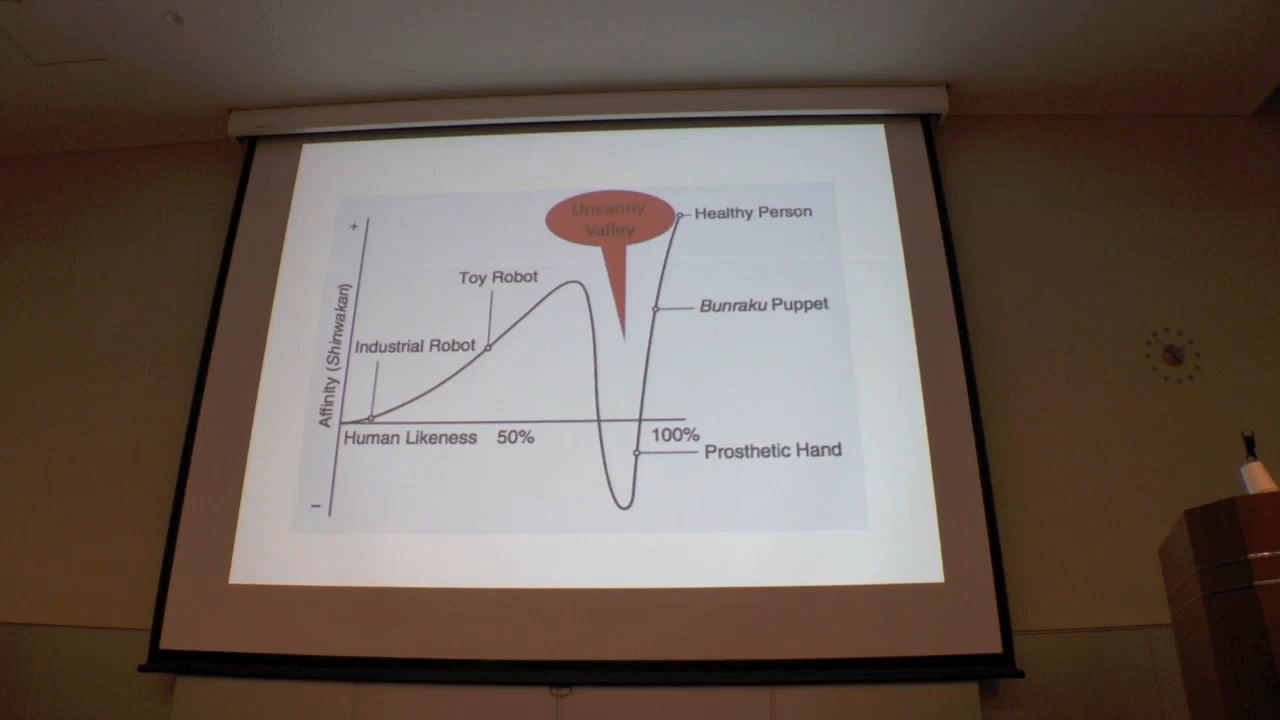 Uncanny
Valley
Healthy Person
+
Toy Robot
Bunraku Puppet
Industrial Robot
Affinity (Shinwakan)
Human Likeness 50% 100%
Prosthetic Hand
−